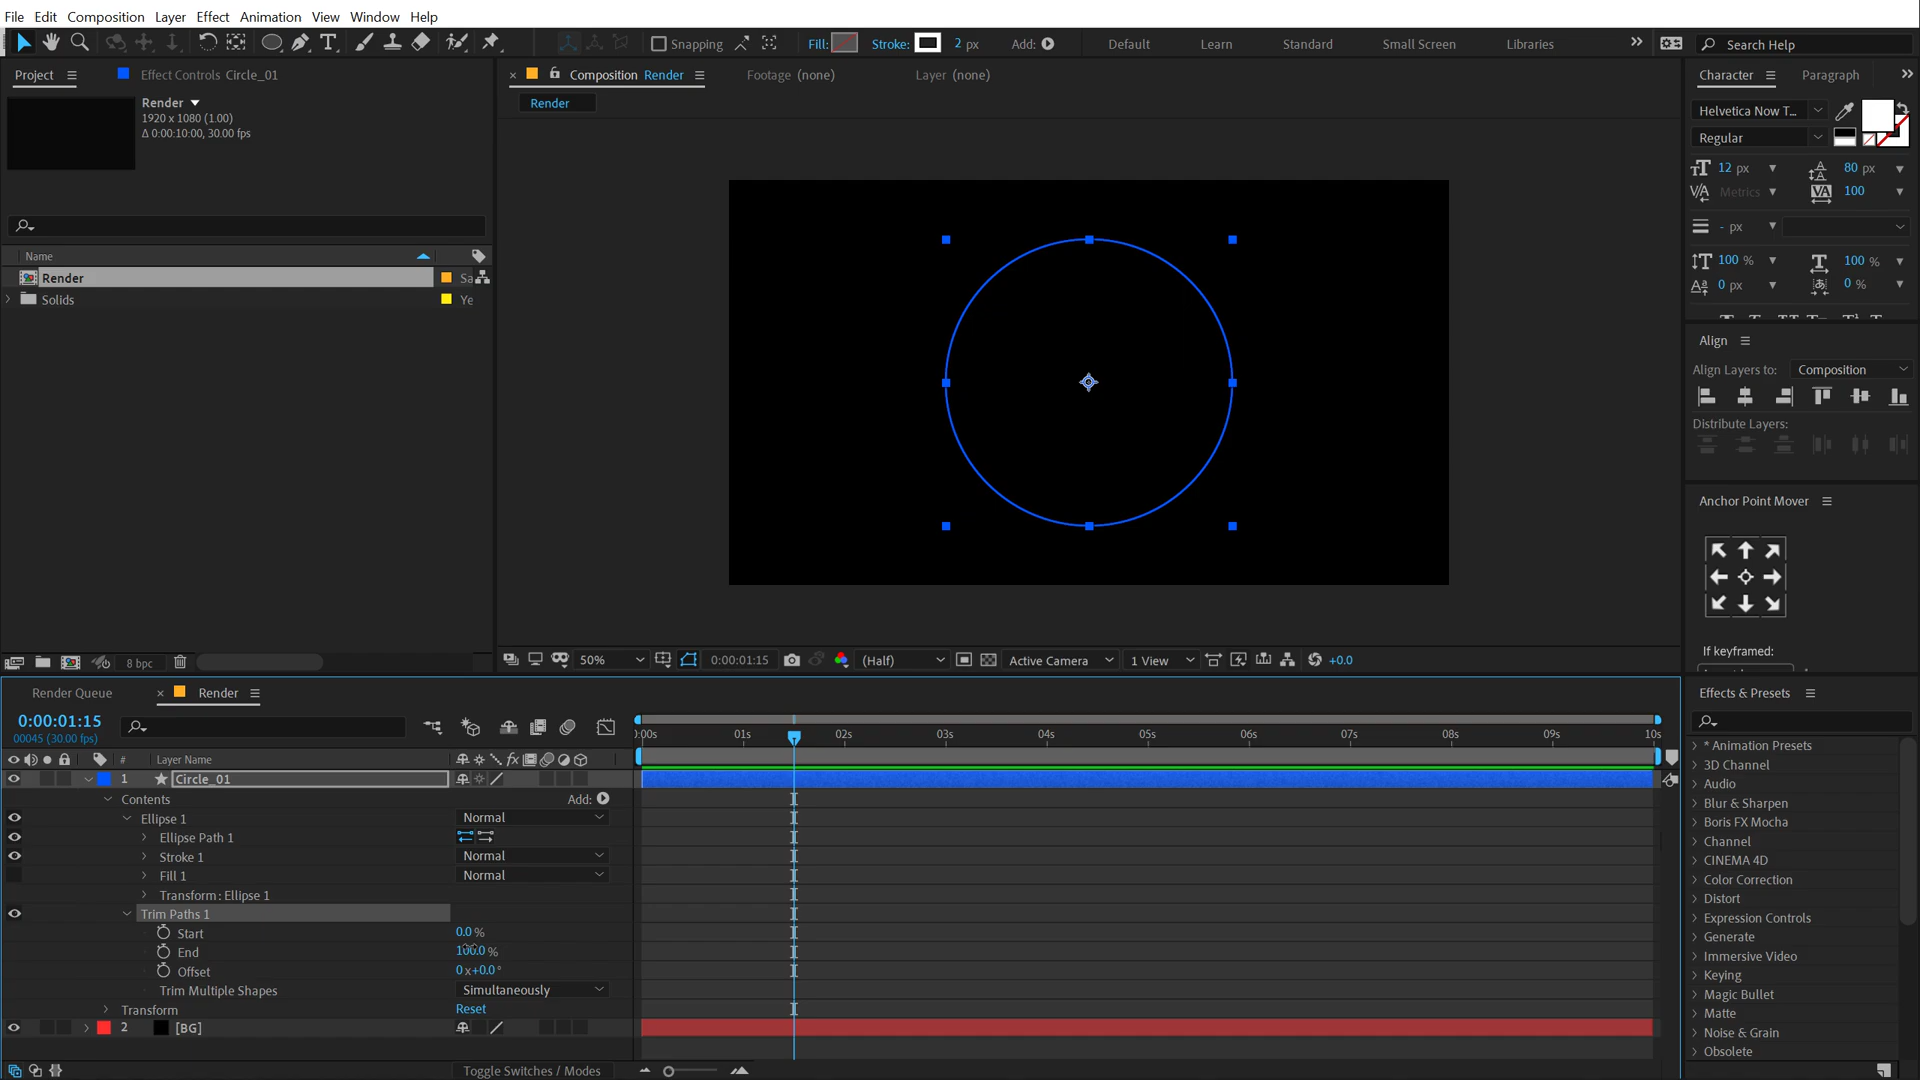 File Edit Composition Layer Effect Animation View Window Help
Snapping Fill: Stroke: 2 px Add: Default Learn Standard Small Screen Libraries Search Help
Project Effect Controls Circle_01
Composition Render Footage (none) Layer (none)
Character Paragraph
Render
1920 x 1080 (1.00)
Δ 0:00:10:00, 30.00 fps
Render
Helvetica Now T...
Regular
12 px 80 px
Metrics 100
- px
100 % 100 %
0 px 0 %
Name
Render Sa
Solids Ye
Align
Align Layers to: Composition
Distribute Layers:
Anchor Point Mover
If keyframed:
8 bpc
50% 0:00:01:15 (Half) Active Camera 1 View +0.0
Render Queue Render
Effects & Presets
0:00:01:15
00045 (30.00 fps)
:00s 01s 02s 03s 04s 05s 06s 07s 08s 09s 10s
# Layer Name
1 Circle_01
Contents Add:
Ellipse 1 Normal
Ellipse Path 1
Stroke 1 Normal
Fill 1 Normal
Transform : Ellipse 1
Trim Paths 1
Start 0.0 %
End 100.0 %
Offset 0 x+0.0 °
Trim Multiple Shapes Simultaneously
Transform Reset
2 [BG]
Toggle Switches / Modes
* Animation Presets
3D Channel
Audio
Blur & Sharpen
Boris FX Mocha
Channel
CINEMA 4D
Color Correction
Distort
Expression Controls
Generate
Immersive Video
Keying
Magic Bullet
Matte
Noise & Grain
Obsolete